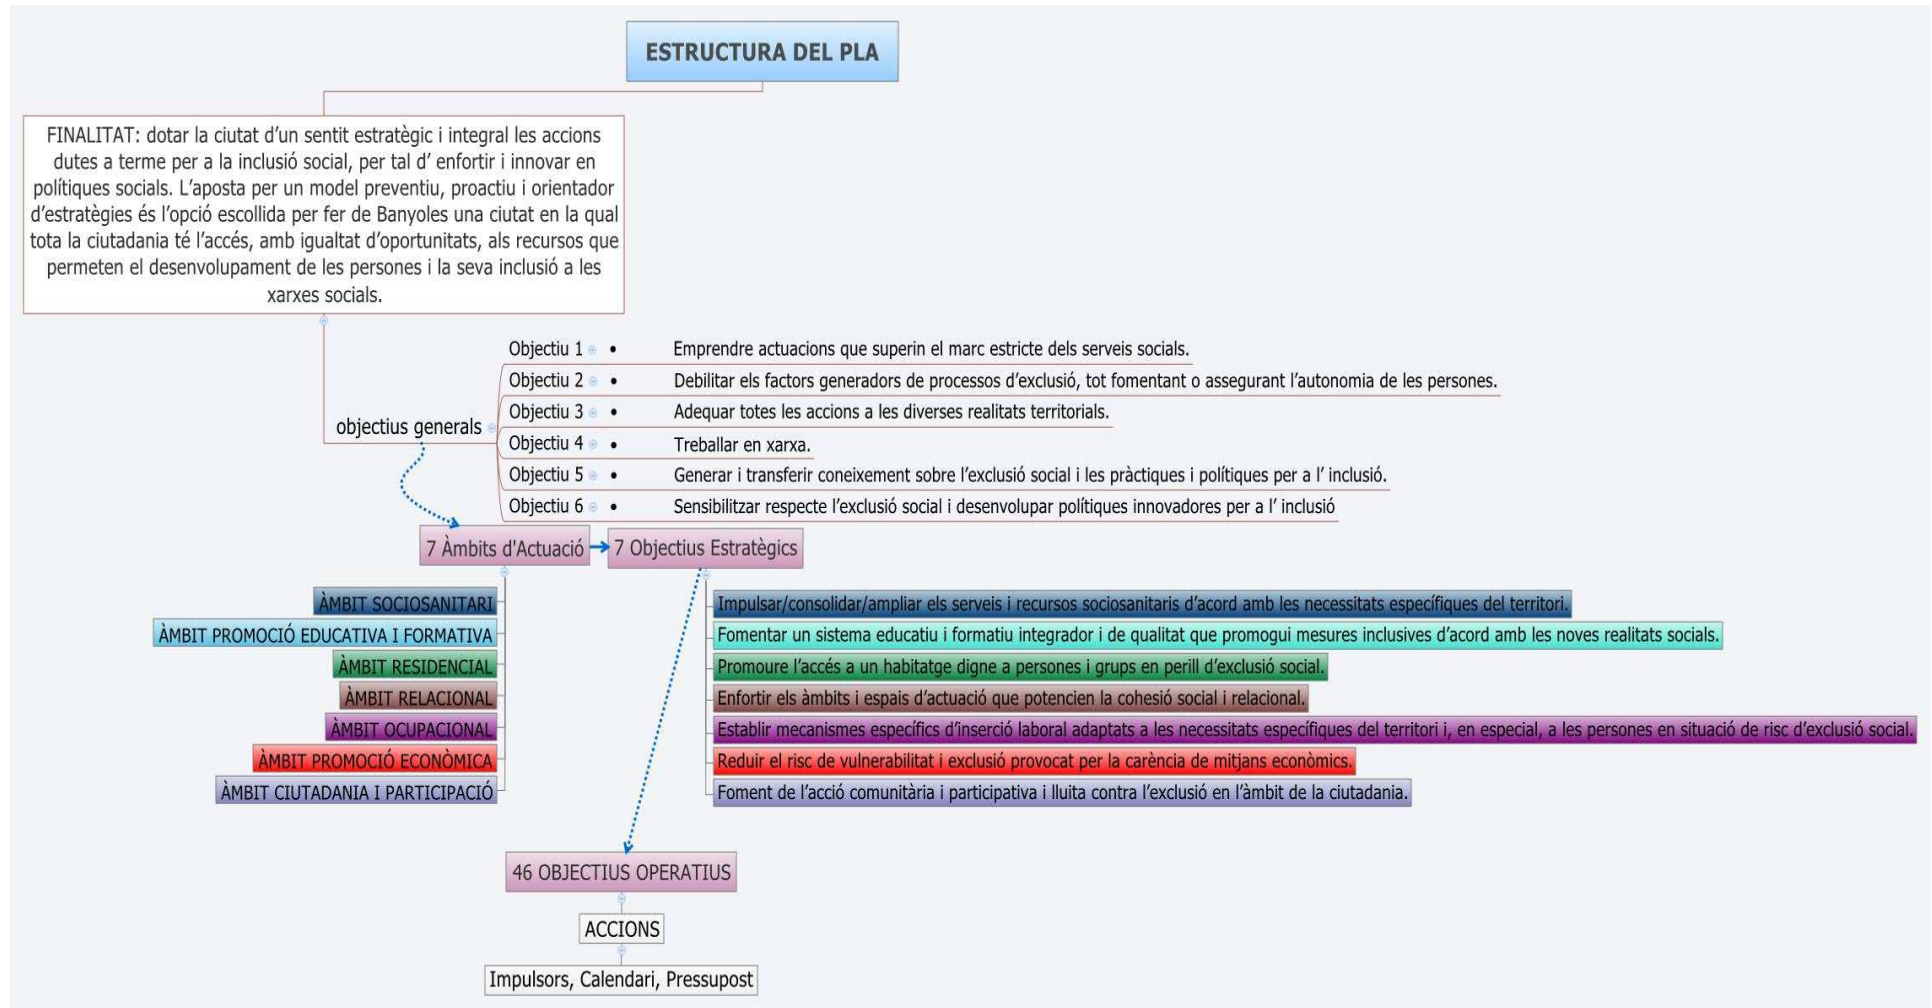 ESTRUCTURA DEL PLA
FINALITAT: dotar la ciutat d’un sentit estratègic i integral les accions
dutes a terme per a la inclusió social, per tal d’ enfortir i innovar en
polítiques socials. L’aposta per un model preventiu, proactiu i orientador
d’estratègies és l’opció escollida per fer de Banyoles una ciutat en la qual
tota la ciutadania té l’accés, amb igualtat d’oportunitats, als recursos que
permeten el desenvolupament de les persones i la seva inclusió a les
xarxes socials.
objectius generals
Objectiu 1 • Emprendre actuacions que superin el marc estricte dels serveis socials.
Objectiu 2 • Debilitar els factors generadors de processos d’exclusió, tot fomentant o assegurant l’autonomia de les persones.
Objectiu 3 • Adequar totes les accions a les diverses realitats territorials.
Objectiu 4 • Treballar en xarxa.
Objectiu 5 • Generar i transferir coneixement sobre l’exclusió social i les pràctiques i polítiques per a l’ inclusió.
Objectiu 6 • Sensibilitzar respecte l’exclusió social i desenvolupar polítiques innovadores per a l’ inclusió
7 Àmbits d'Actuació
ÀMBIT SOCIOSANITARI
ÀMBIT PROMOCIÓ EDUCATIVA I FORMATIVA
ÀMBIT RESIDENCIAL
ÀMBIT RELACIONAL
ÀMBIT OCUPACIONAL
ÀMBIT PROMOCIÓ ECONÒMICA
ÀMBIT CIUTADANIA I PARTICIPACIÓ
7 Objectius Estratègics
Impulsar/consolidar/ampliar els serveis i recursos sociosanitaris d’acord amb les necessitats específiques del territori.
Fomentar un sistema educatiu i formatiu integrador i de qualitat que promogui mesures inclusives d’acord amb les noves realitats socials.
Promoure l’accés a un habitatge digne a persones i grups en perill d’exclusió social.
Enfortir els àmbits i espais d’actuació que potencien la cohesió social i relacional.
Establir mecanismes específics d’inserció laboral adaptats a les necessitats específiques del territori i, en especial, a les persones en situació de risc d’exclusió social.
Reduir el risc de vulnerabilitat i exclusió provocat per la carència de mitjans econòmics.
Foment de l’acció comunitària i participativa i lluita contra l’exclusió en l’àmbit de la ciutadania.
46 OBJECTIUS OPERATIUS
ACCIONS
Impulsors, Calendari, Pressupost